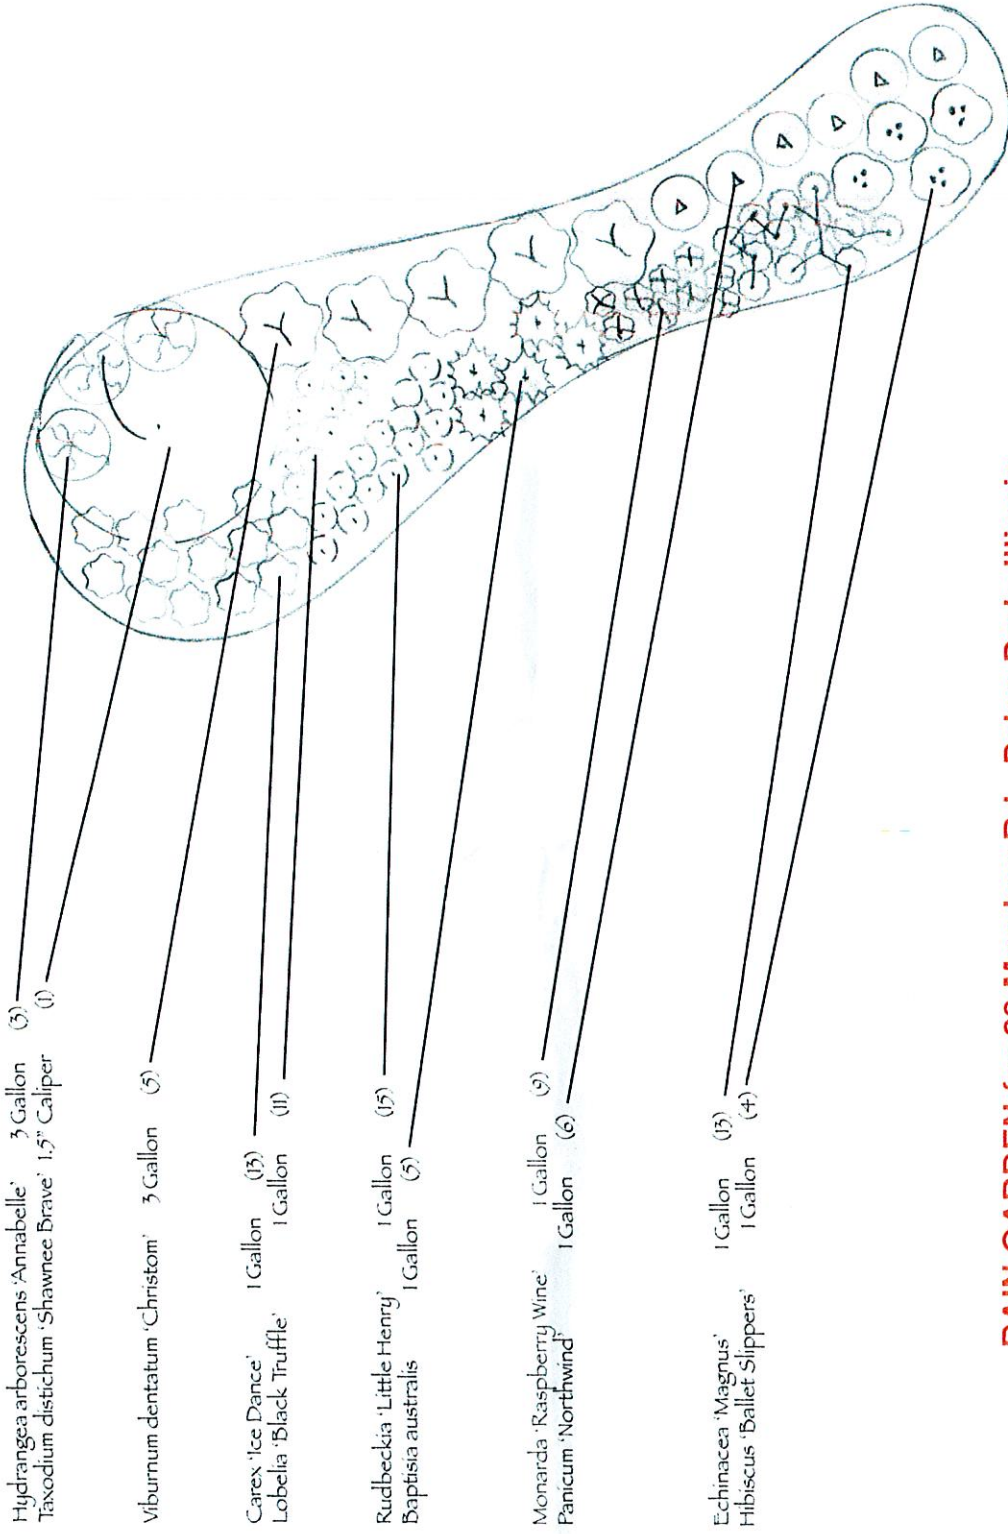 Hydrangea arborescens ‘Annabelle’ 3 Gallon (3)
Taxodium distichum ‘Shawnee Brave’ 1.5” Caliper (1)
Viburnum dentatum ‘Christom’ 3 Gallon (5)
Carex ‘Ice Dance’ 1 Gallon (13)
Lobelia ‘Black Truffle’ 1 Gallon (11)
Rudbeckia ‘Little Henry’ 1 Gallon (15)
Baptisia australis 1 Gallon (5)
Monarda ‘Raspberry Wine’ 1 Gallon (9)
Panicum ‘Northwind’ 1 Gallon (6)
Echinacea ‘Magnus’ 1 Gallon (13)
Hibiscus ‘Ballet Slippers’ 1 Gallon (4)
RAIN GARDEN